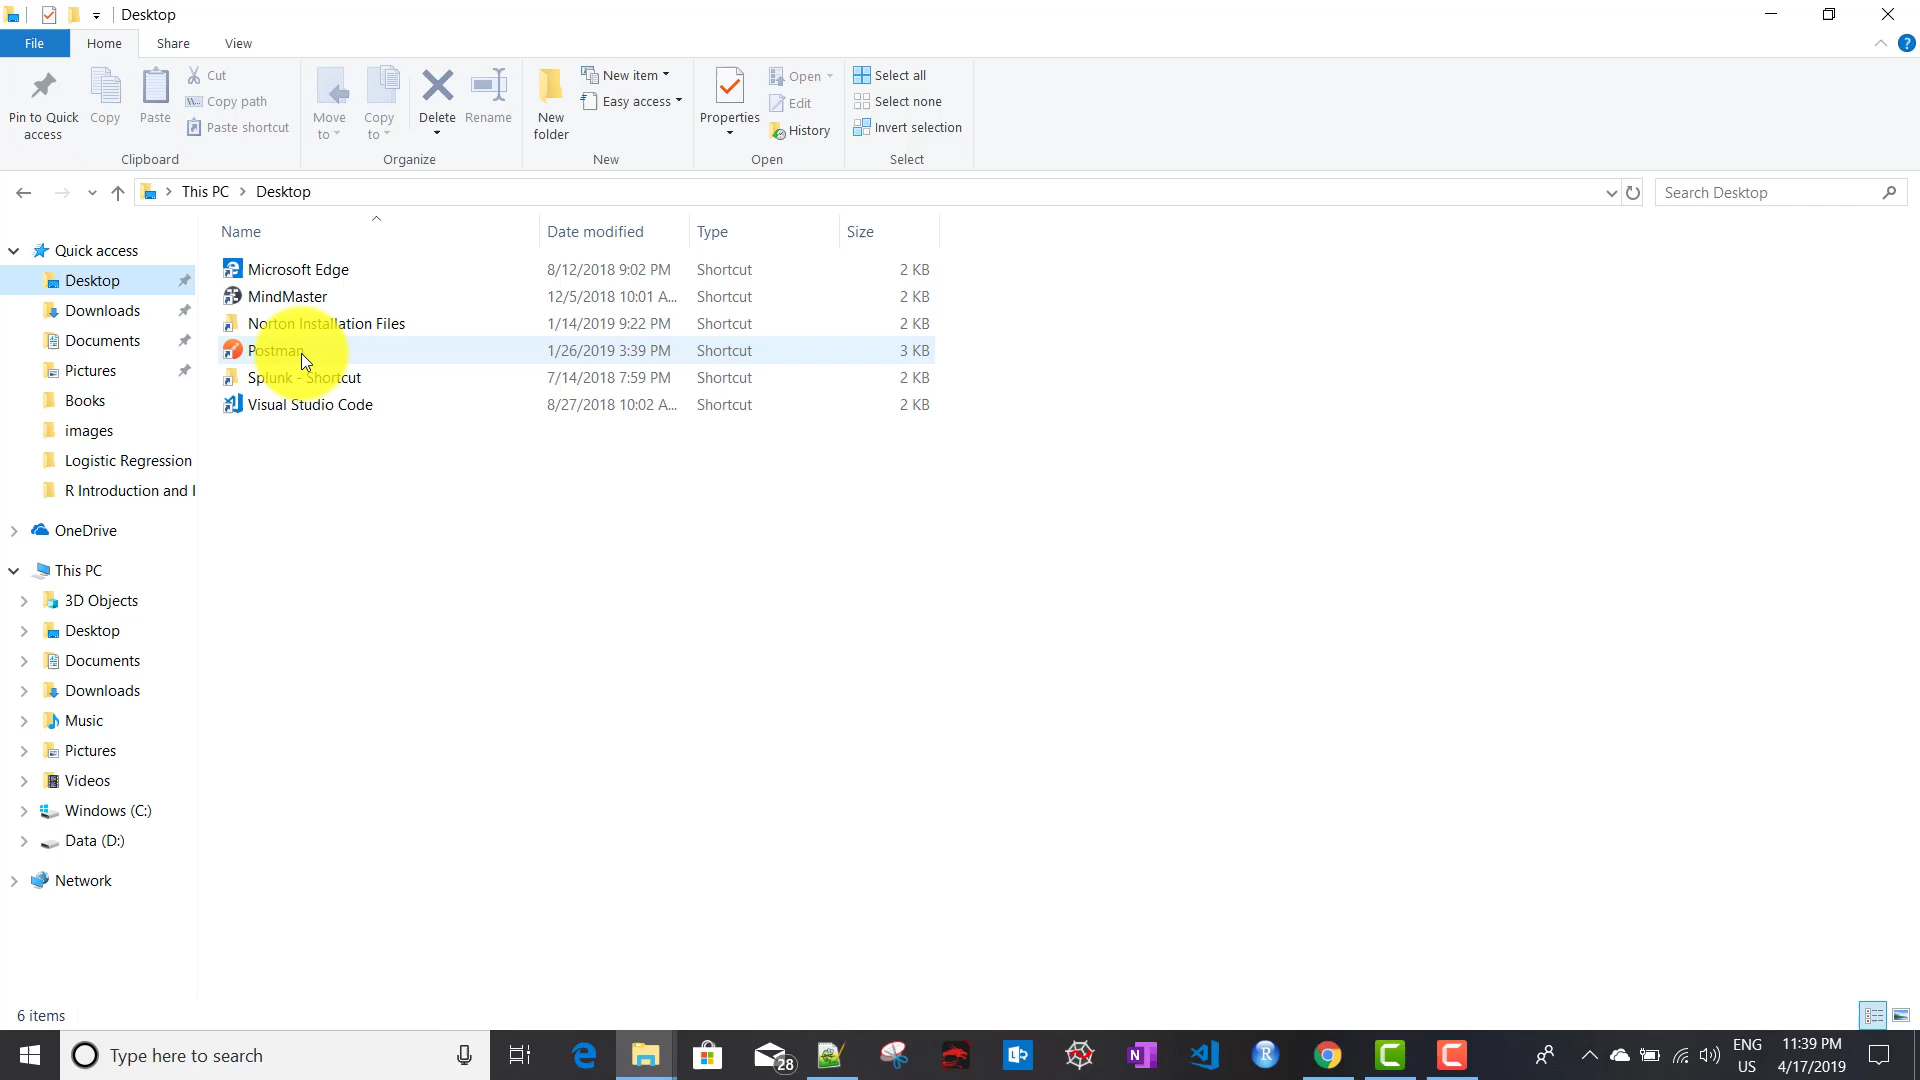 Desktop
File Home Share View
Pin to Quick access
Copy
Paste
Cut
Copy path
Paste shortcut
Clipboard
Move to
Copy to
Delete
Rename
Organize
New folder
New item
Easy access
New
Properties
Open
Edit
History
Open
Select all
Select none
Invert selection
Select
This PC > Desktop
Search Desktop
Name Date modified Type Size
Microsoft Edge 8/12/2018 9:02 PM Shortcut 2 KB
MindMaster 12/5/2018 10:01 A... Shortcut 2 KB
Norton Installation Files 1/14/2019 9:22 PM Shortcut 2 KB
Postman 1/26/2019 3:39 PM Shortcut 3 KB
Splunk - Shortcut 7/14/2018 7:59 PM Shortcut 2 KB
Visual Studio Code 8/27/2018 10:02 A... Shortcut 2 KB
Quick access
Desktop
Downloads
Documents
Pictures
Books
images
Logistic Regression
R Introduction and I
OneDrive
This PC
3D Objects
Desktop
Documents
Downloads
Music
Pictures
Videos
Windows (C:)
Data (D:)
Network
6 items
Type here to search
28
ENG
US
11:39 PM
4/17/2019